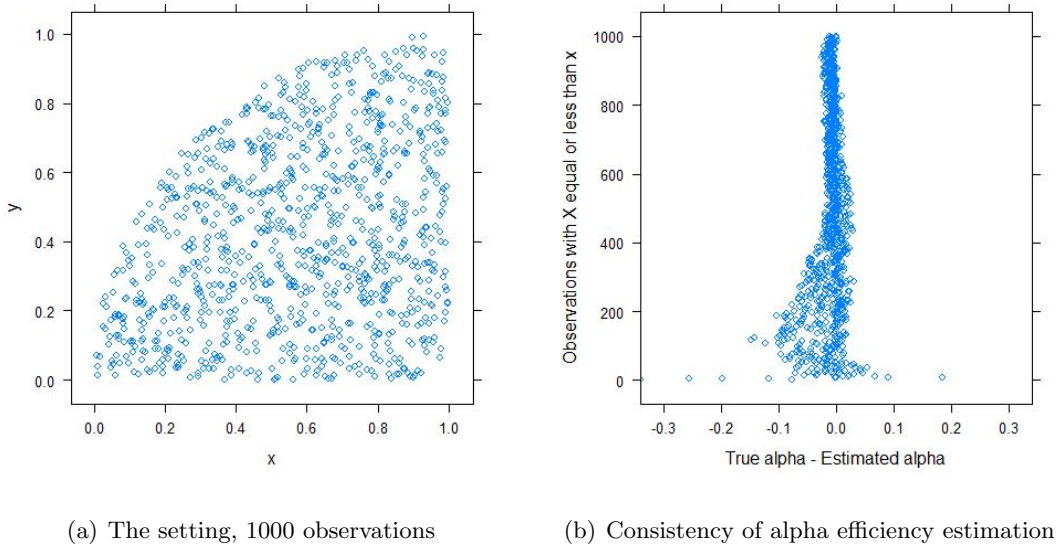 1.0
0.8
0.6
0.4
0.2
0.0
y
0.0 0.2 0.4 0.6 0.8 1.0
x
(a) The setting, 1000 observations
1000
800
600
400
200
0
Observations with X equal or less than x
-0.3 -0.2 -0.1 0.0 0.1 0.2 0.3
True alpha - Estimated alpha
(b) Consistency of alpha efficiency estimation